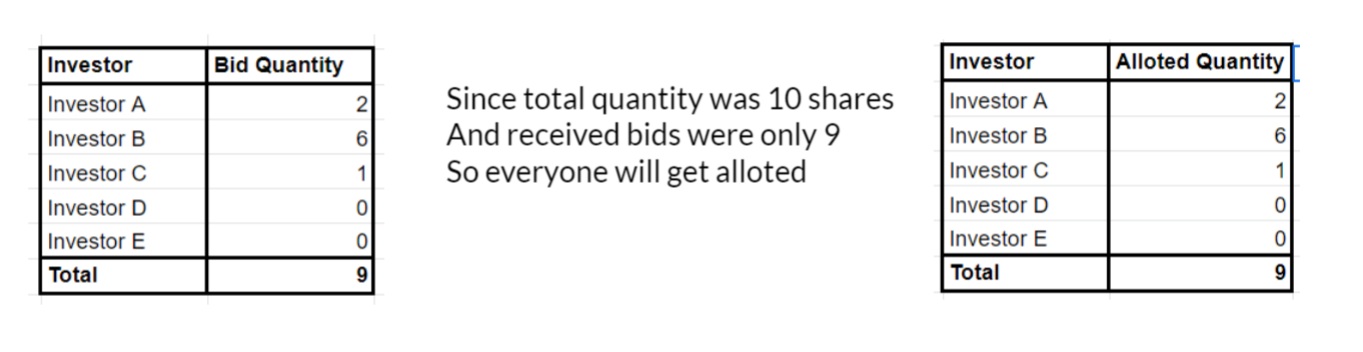 Investor Bid Quantity
Investor A 2
Investor B 6
Investor C 1
Investor D 0
Investor E 0
Total 9
Since total quantity was 10 shares
And received bids were only 9
So everyone will get alloted
Investor Alloted Quantity
Investor A 2
Investor B 6
Investor C 1
Investor D 0
Investor E 0
Total 9